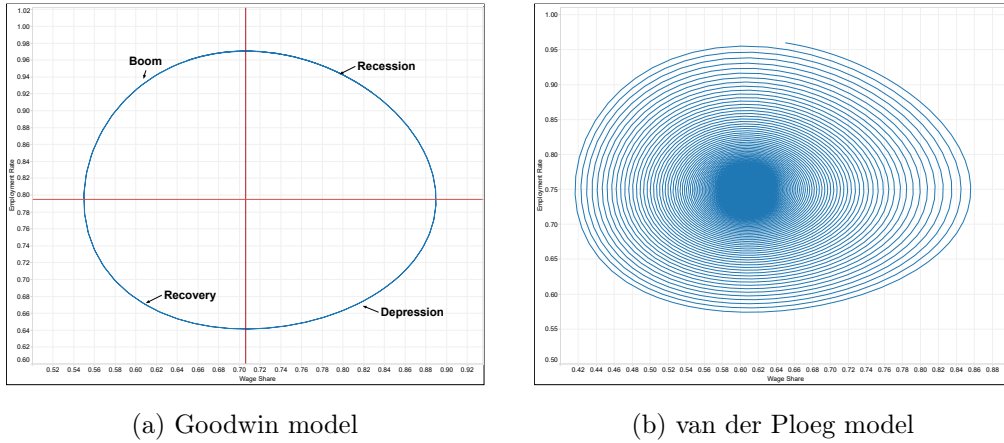 1.02
1.00
0.98
0.96
0.94
0.92
0.90
0.88
0.86
0.84
0.82
0.80
0.78
0.76
0.74
0.72
0.70
0.68
0.66
0.64
0.62
0.60
Employment Rate
Boom
Recession
Recovery
Depression
0.52 0.54 0.56 0.58 0.60 0.62 0.64 0.66 0.68 0.70 0.72 0.74 0.76 0.78 0.80 0.82 0.84 0.86 0.88 0.90 0.92
Wage Share
(a) Goodwin model
1.00
0.95
0.90
0.85
0.80
0.75
0.70
0.65
0.60
0.55
0.50
Employment Rate
0.42 0.44 0.46 0.48 0.50 0.52 0.54 0.56 0.58 0.60 0.62 0.64 0.66 0.68 0.70 0.72 0.74 0.76 0.78 0.80 0.82 0.84 0.86 0.88
Wage Share
(b) van der Ploeg model